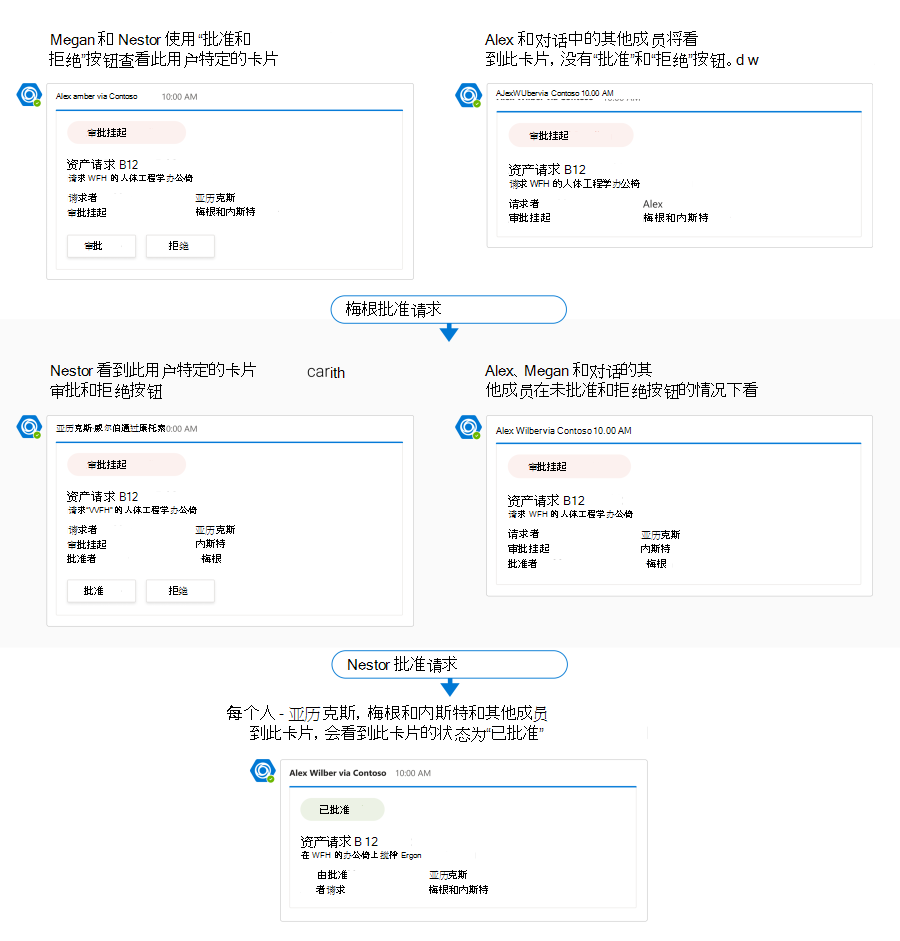 Megan 和 Nestor 使用“批准和
拒绝”按钮查看此用户特定的卡片
Alex amber via Contoso 10:00 AM
审批挂起
资产请求 B12
请求 WFH 的人体工程学办公椅
请求者 亚历克斯
审批挂起 梅根和内斯特
审批 拒绝
Alex 和对话中的其他成员将看
到此卡片，没有“批准”和“拒绝”按钮。d w
AJexWUbervia Contoso 10.00 AM
审批挂起
资产请求 B12
请求 WFH 的人体工程学办公椅
请求者 Alex
审批挂起 梅根和内斯特
梅根批准请求
Nestor 看到此用户特定的卡片 carith
审批和拒绝按钮
亚历克斯·威尔伯通过康托索0:00 AM
审批挂起
资产请求 B12
请求“WFH” 的人体工程学办公椅
请求者 亚历克斯
审批挂起 内斯特
批准者 梅根
批准 拒绝
Alex、Megan 和对话的其
他成员在未批准和拒绝按钮的情况下看
Alex Wilbervia Contoso 10.00 AM
审批挂起
资产请求 B12
请求 WFH 的人体工程学办公椅
请求者 亚历克斯
审批挂起 内斯特
批准者 梅根
Nestor 批准请求
每个人 - 亚历克斯，梅根和内斯特和其他成员
到此卡片，会看到此卡片的状态为“已批准”
Alex Wilber via Contoso 10:00 AM
已批准
资产请求 B 12
在 WFH 的办公椅上搅拌 Ergon
由批准 亚历克斯
者请求 梅根和内斯特